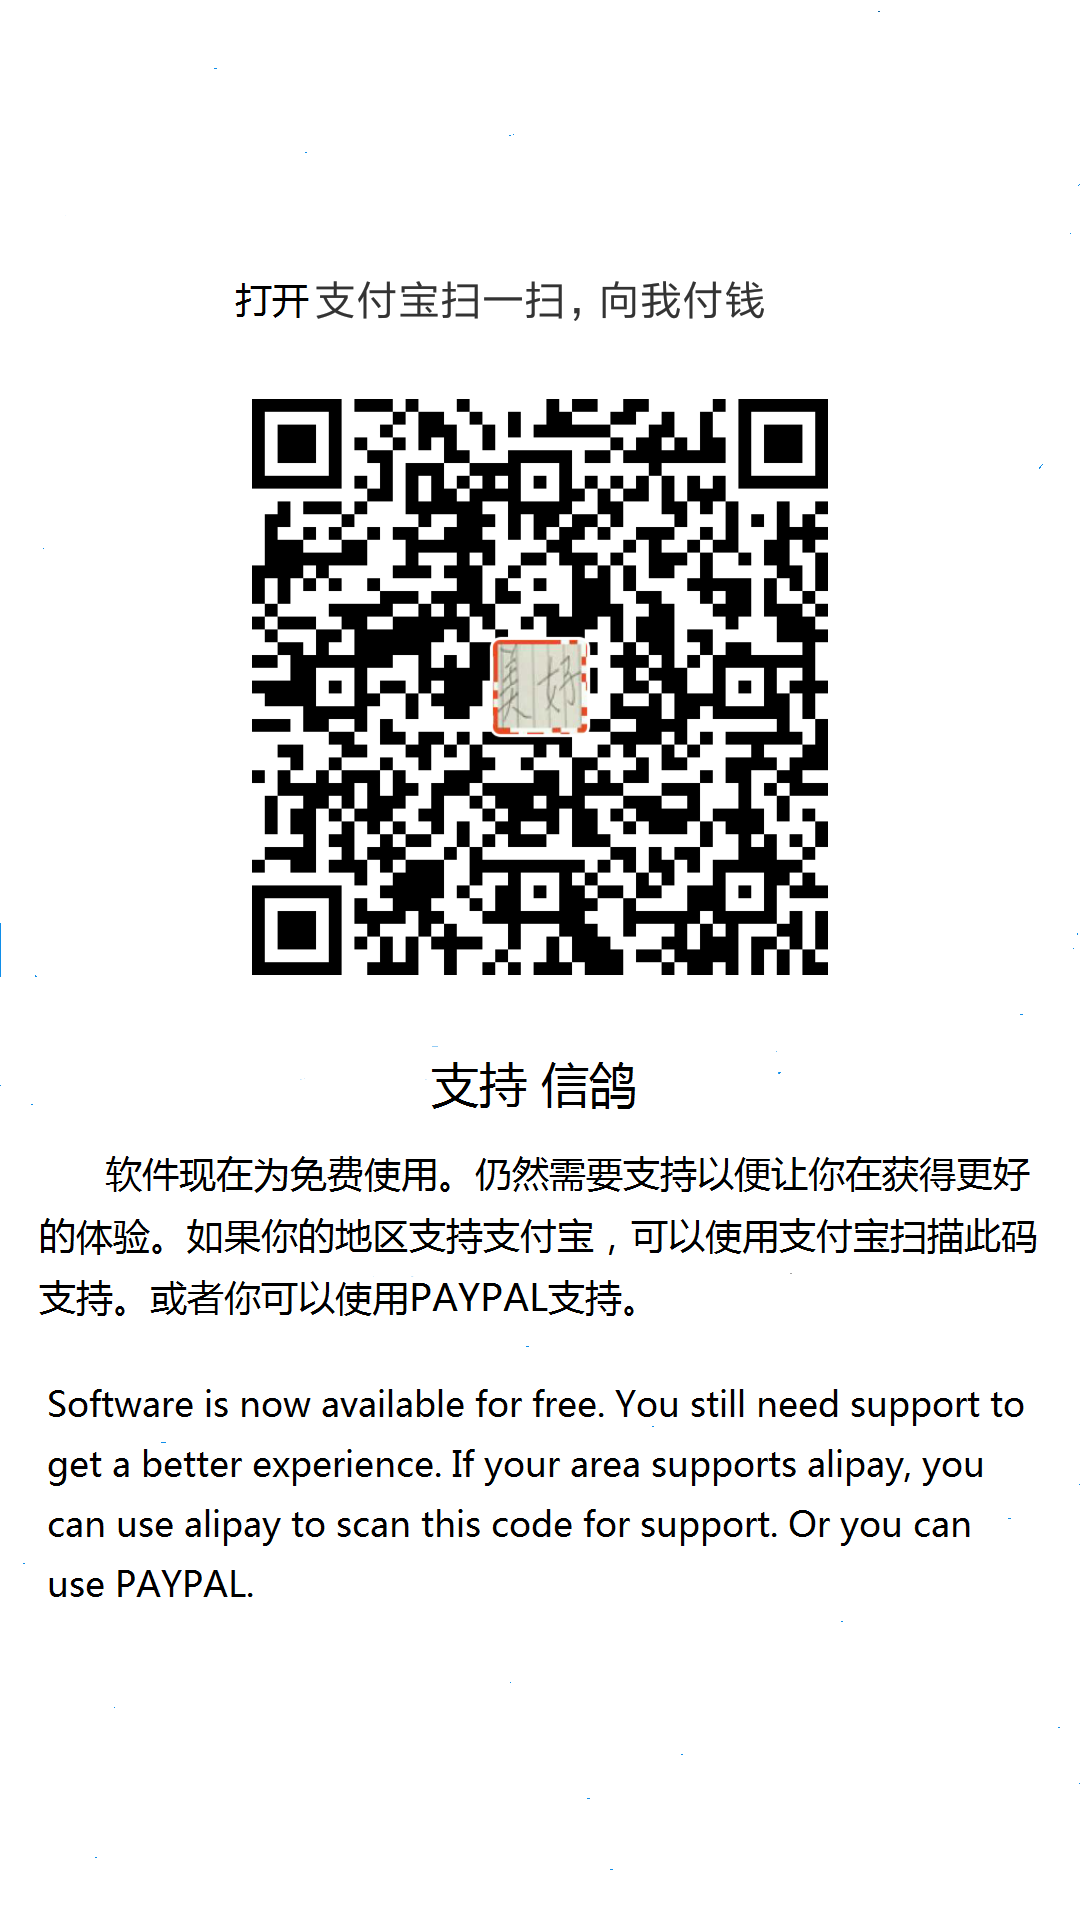 打开支付宝扫一扫，向我付钱
美好
支持 信鸽
软件现在为免费使用。仍然需要支持以便让你在获得更好
的体验。如果你的地区支持支付宝，可以使用支付宝扫描此码
支持。或者你可以使用PAYPAL支持。
Software is now available for free. You still need support to
get a better experience. If your area supports alipay, you
can use alipay to scan this code for support. Or you can
use PAYPAL.